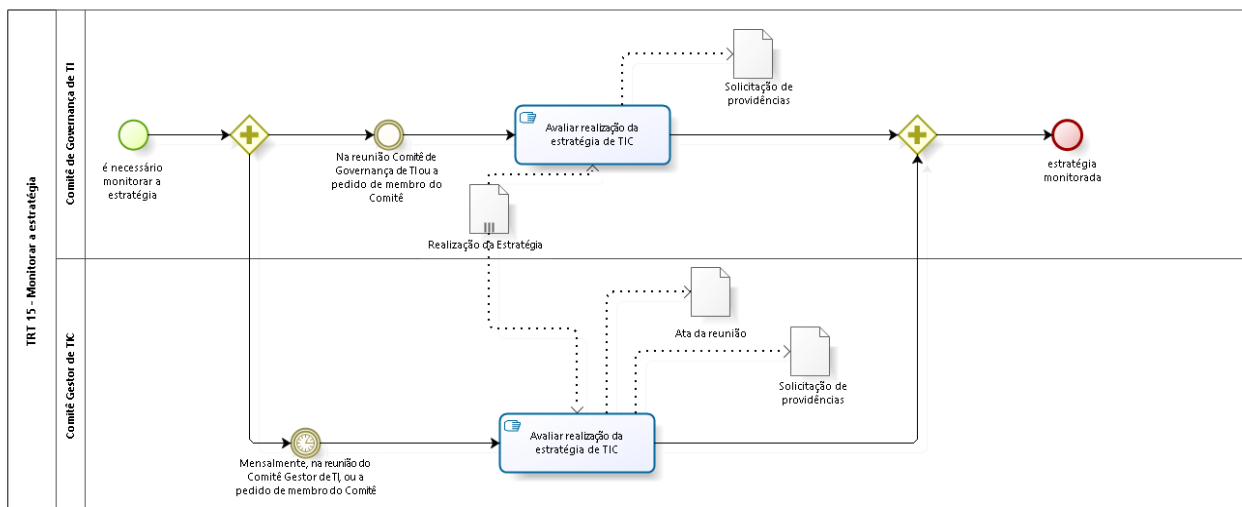 TRT 15 - Monitorar a estratégia
Comitê de Governança de TI
é necessário
monitorar a
estratégia
Na reunião Comitê de
Governança de TI ou a
pedido de membro do
Comitê
Avaliar realização da
estratégia de TIC
Solicitação de
providências
estratégia
monitorada
Realização da Estratégia
Comitê Gestor de TIC
Mensalmente, na reunião do
Comitê Gestor de TI, ou a
pedido de membro do Comitê
Avaliar realização da
estratégia de TIC
Ata da reunião
Solicitação de
providências